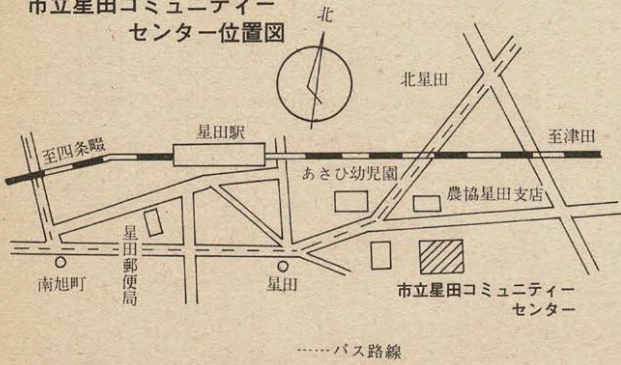 市立星田コミュニティー
センター位置図
北
北星田
星田駅
至四条畷
至津田
あさひ幼児園
農協星田支店
星田郵便局
南旭町
星田
市立星田コミュニティー
センター
……バス路線